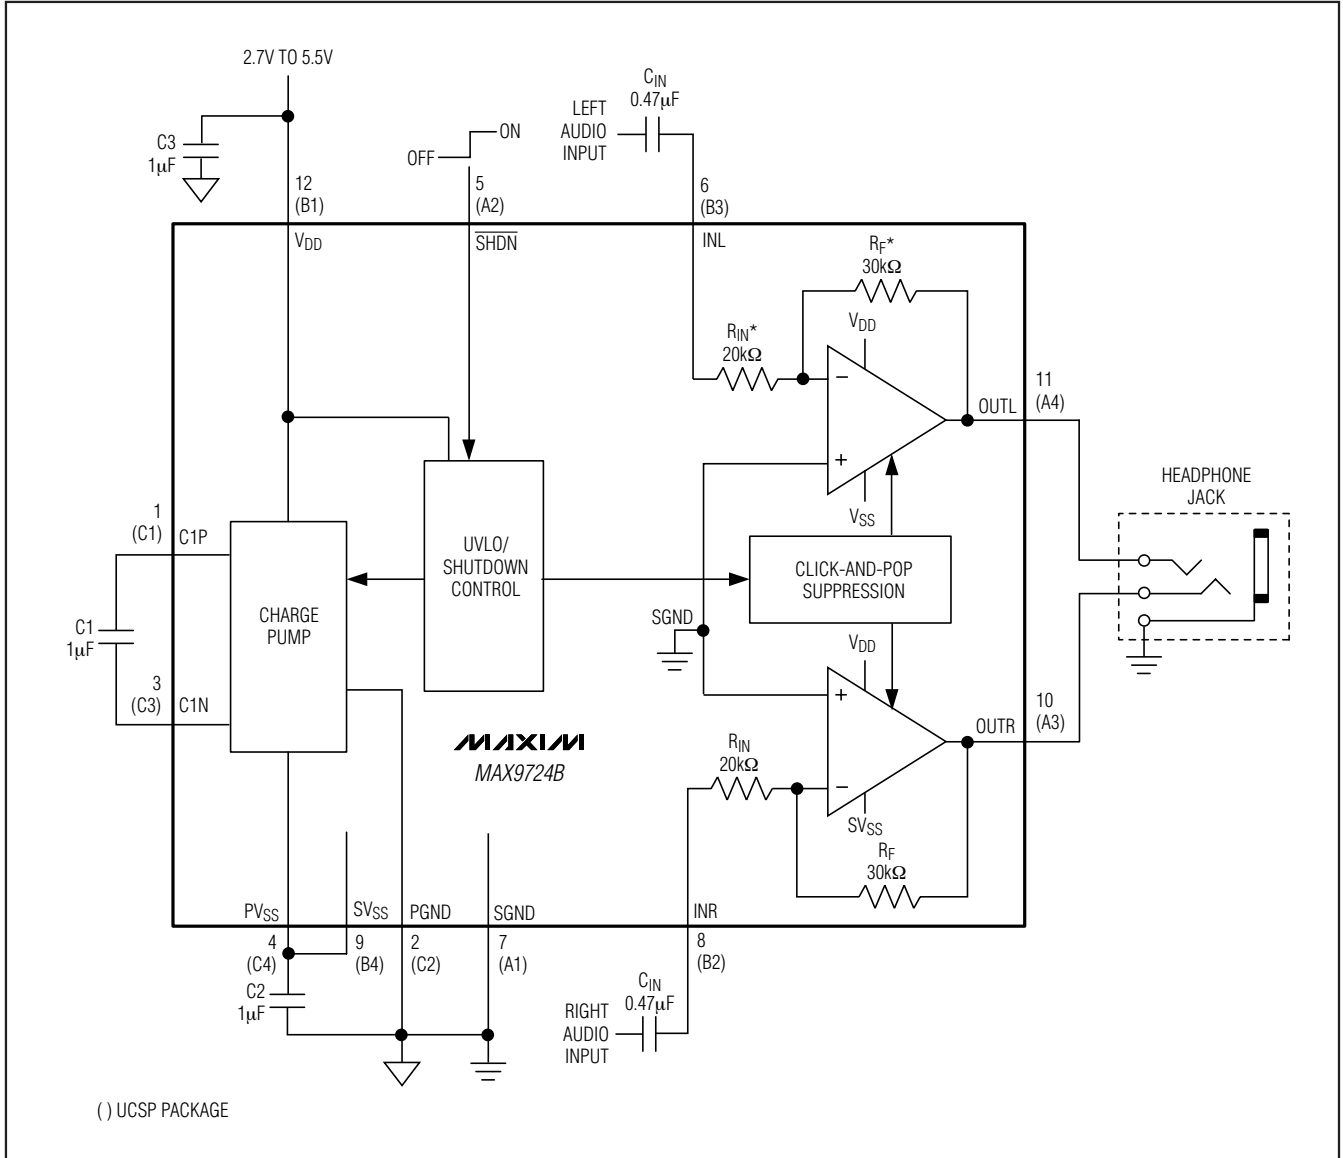 2.7V TO 5.5V
C3
1µF
12
(B1)
VDD
OFF
ON
5
(A2)
SHDN
LEFT
AUDIO
INPUT
CIN
0.47µF
6
(B3)
INL
RF*
30kΩ
RIN*
20kΩ
VDD
−
+
VSS
OUTL
11
(A4)
HEADPHONE
JACK
1
(C1)
C1P
C1
1µF
3
(C3)
C1N
CHARGE
PUMP
UVLO/
SHUTDOWN
CONTROL
CLICK-AND-POP
SUPPRESSION
SGND
VDD
+
−
SVSS
OUTR
10
(A3)
RIN
20kΩ
RF
30kΩ
MAXIM
MAX9724B
PVSS
SVSS
PGND
SGND
INR
4
(C4)
9
(B4)
2
(C2)
7
(A1)
8
(B2)
C2
1µF
RIGHT
AUDIO
INPUT
CIN
0.47µF
( ) UCSP PACKAGE